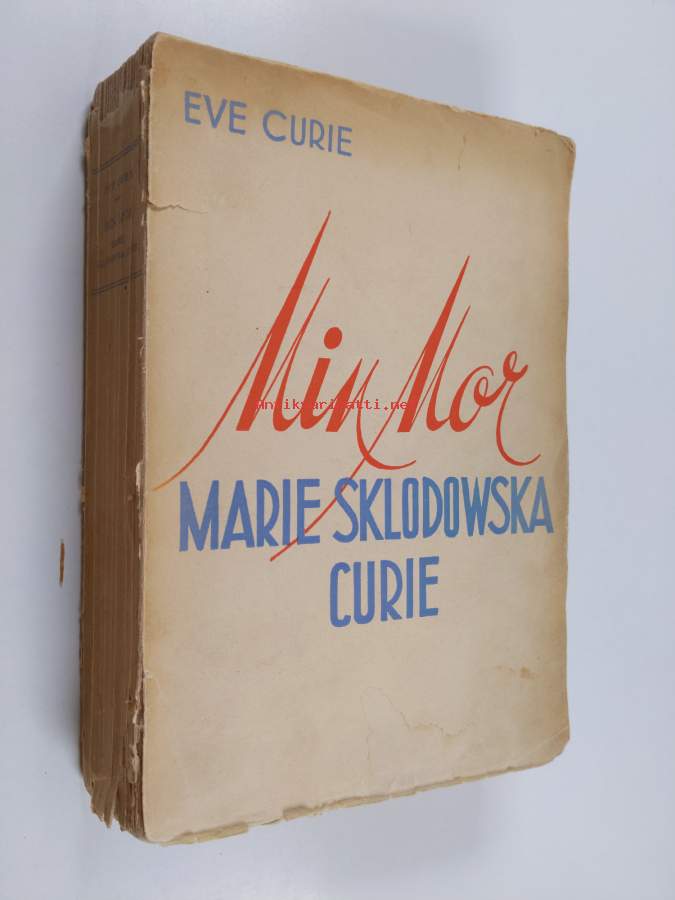 EVE CURIE
Min Mor
MARIE SKLODOWSKA
CURIE
Antikvariaatti.net